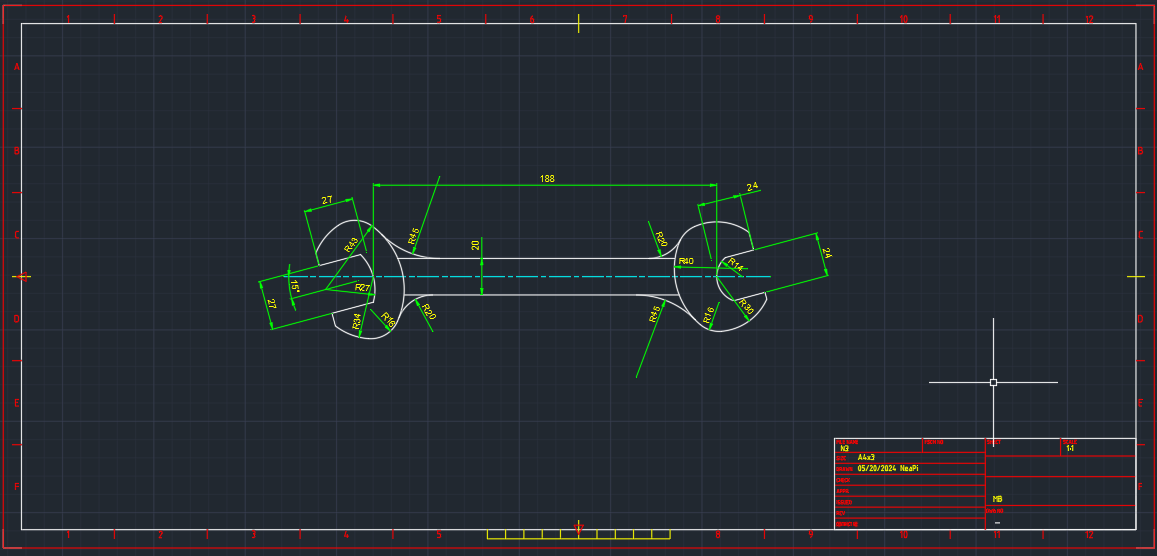 1 2 3 4 5 6 7 8 9 10 11 12
A A
B B
188
24
27
C C
R43
R45
20
R20
R40
R14
24
15°
R27
27
R34
R16
R20
R45
R16
R30
D D
E E
N3
1:1
A4x3
05/20/2024 NeaPi
F F
MB
1 2 3 4 5 6 7 8 9 10 11 12